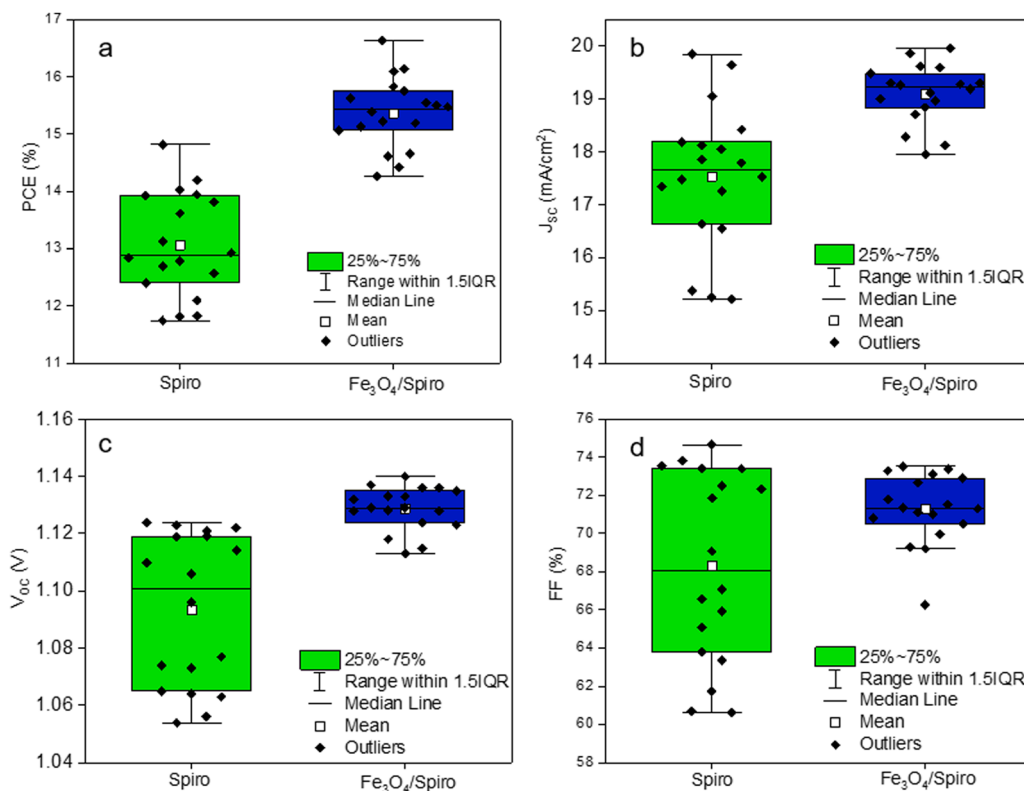 a
17
16
15
14
13
12
11
PCE (%)
25%~75%
Range within 1.5IQR
Median Line
Mean
Outliers
Spiro
Fe₃O₄/Spiro
b
20
19
18
17
16
15
14
J_SC (mA/cm²)
25%~75%
Range within 1.5IQR
Median Line
Mean
Outliers
Spiro
Fe₃O₄/Spiro
c
1.16
1.14
1.12
1.10
1.08
1.06
1.04
V_OC (V)
25%~75%
Range within 1.5IQR
Median Line
Mean
Outliers
Spiro
Fe₃O₄/Spiro
d
76
74
72
70
68
66
64
62
60
58
FF (%)
25%~75%
Range within 1.5IQR
Median Line
Mean
Outliers
Spiro
Fe₃O₄/Spiro